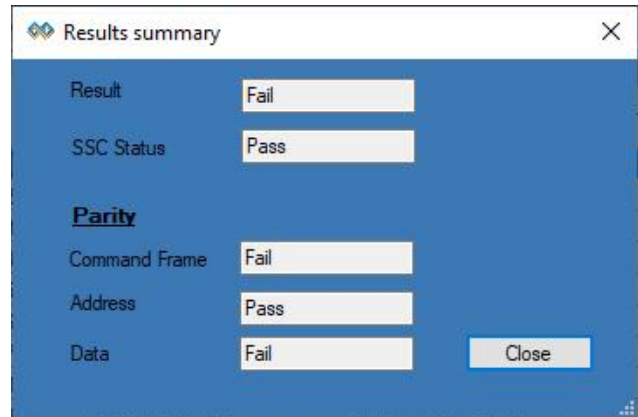 Results summary
Result Fail
SSC Status Pass
Parity
Command Frame Fail
Address Pass
Data Fail Close